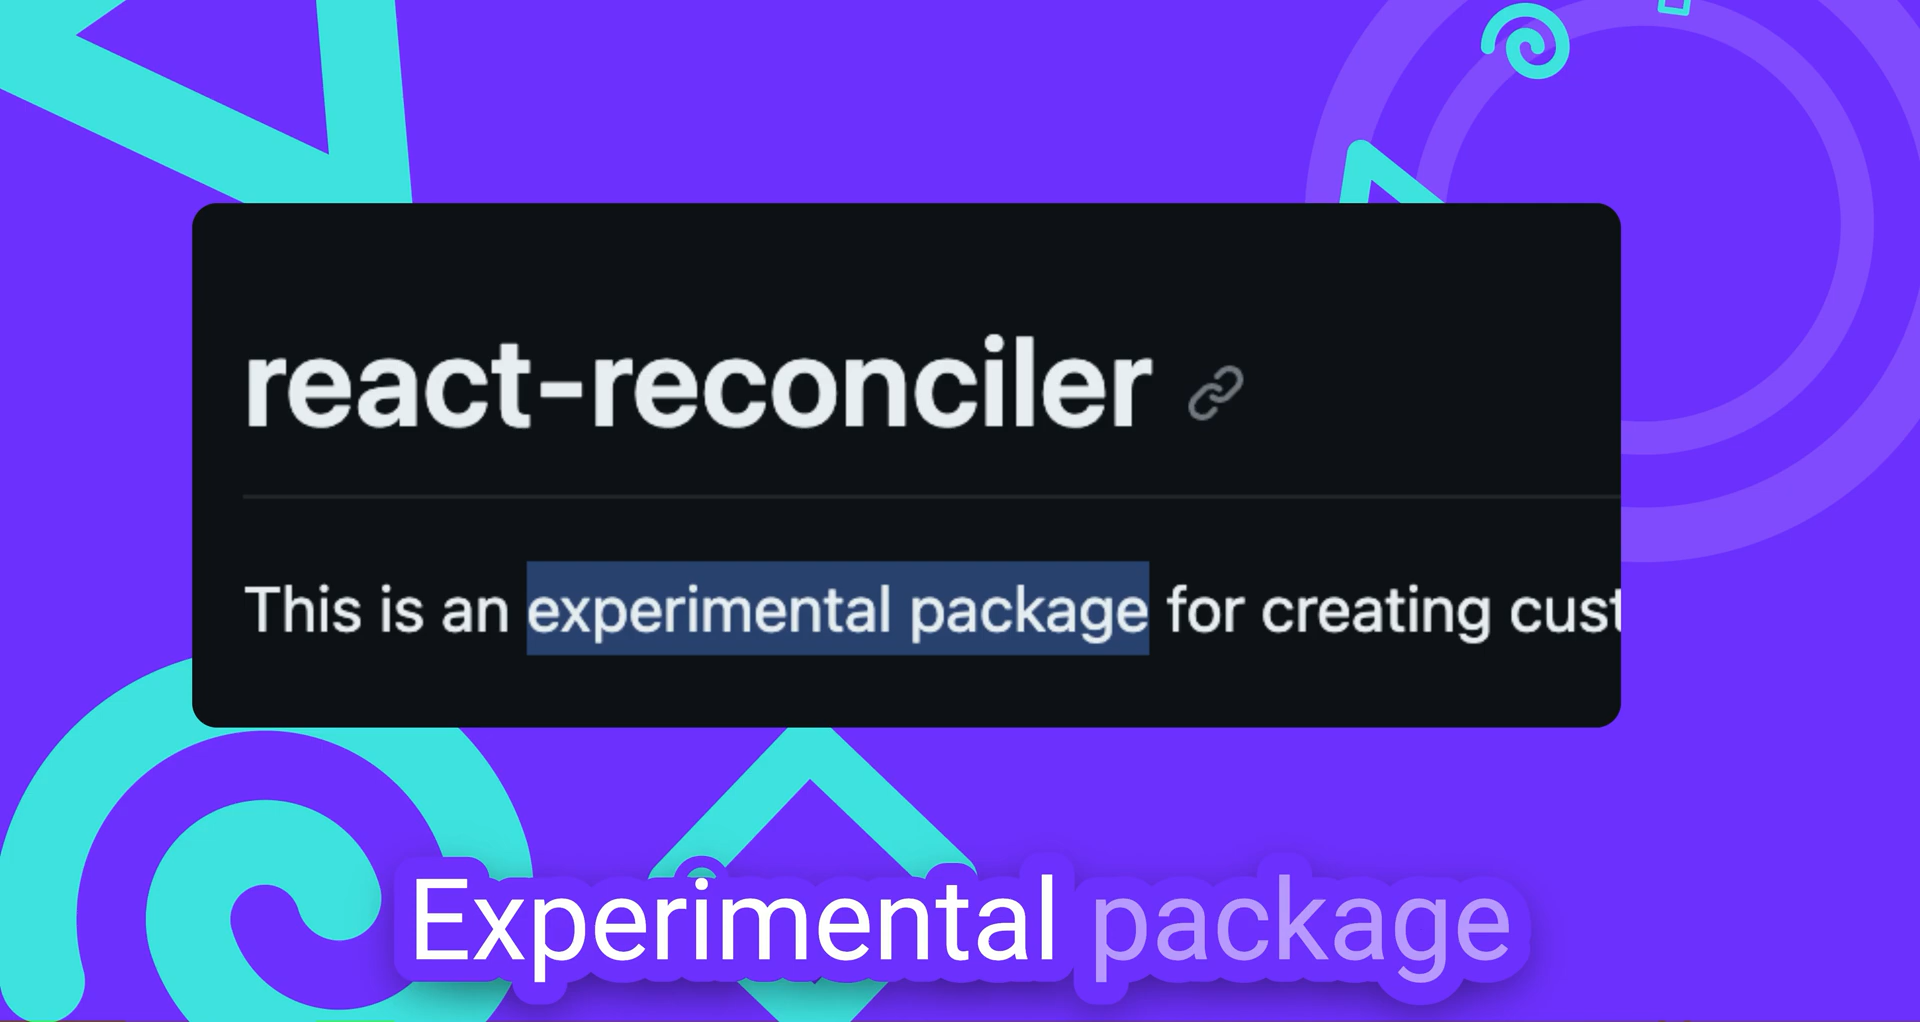 react-reconciler
This is an experimental package for creating cust
Experimental package